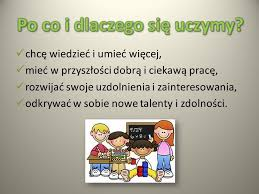 Po co i dlaczego się uczymy?
✓ chcę wiedzieć i umieć więcej,
✓ mieć w przyszłości dobrą i ciekawą pracę,
✓ rozwijać swoje uzdolnienia i zainteresowania,
✓ odkrywać w sobie nowe talenty i zdolności.